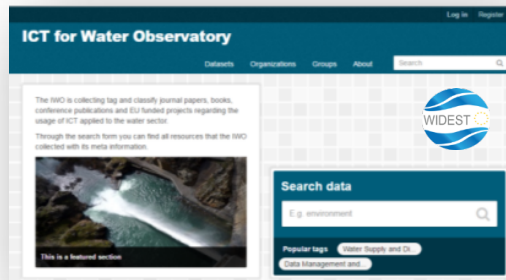 Log in Register
ICT for Water Observatory
Datasets Organizations Groups About Search
The IWO is collecting tag and classify journal papers, books,
conference publications and EU funded projects regarding the
usage of ICT applied to the water sector.
Through the search form you can find all resources that the IWO
collected with its meta information.
WIDEST
This is a featured section
Search data
E.g. environment
Popular tags Water Supply and Di...
Data Management and...